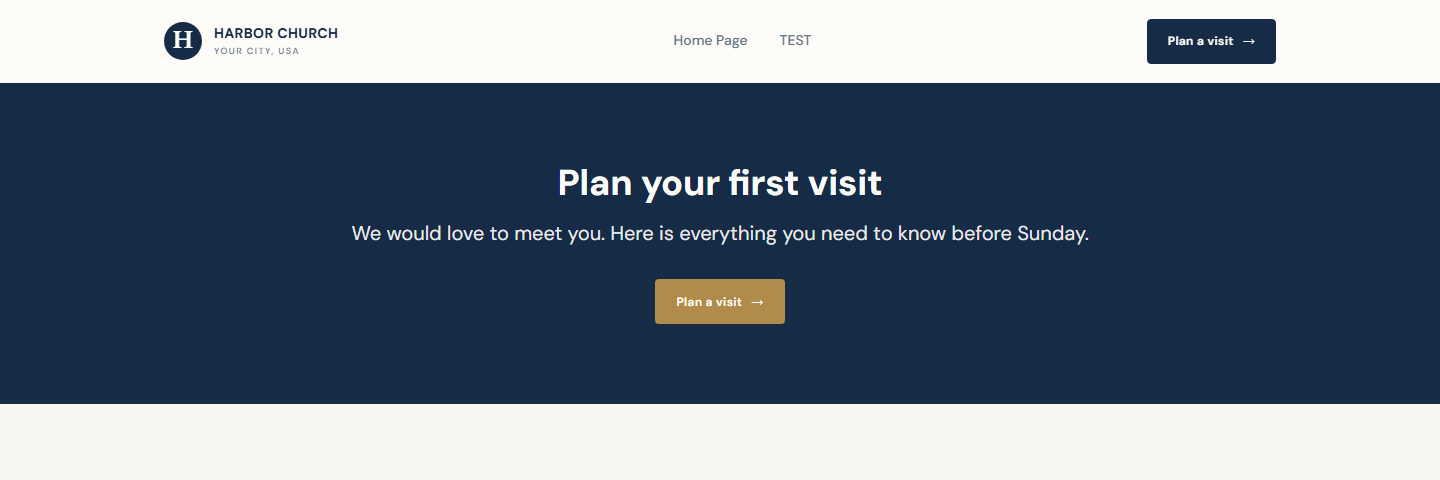 H
HARBOR CHURCH
YOUR CITY, USA
Home Page
TEST
Plan a visit →
Plan your first visit
We would love to meet you. Here is everything you need to know before Sunday.
Plan a visit →